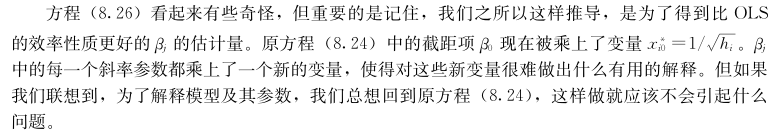 方程（8.26）看起来有些奇怪，但重要的是记住，我们之所以这样推导，是为了得到比 OLS
的效率性质更好的 βⱼ 的估计量。原方程（8.24）中的截距项 β₀ 现在被乘上了变量 x*ᵢ₀ =1/√hᵢ。βⱼ
中的每一个斜率参数都乘上了一个新的变量，使得对这些新变量很难做出什么有用的解释。但如果
我们联想到，为了解释模型及其参数，我们总想回到原方程（8.24），这样做就应该不会引起什么
问题。